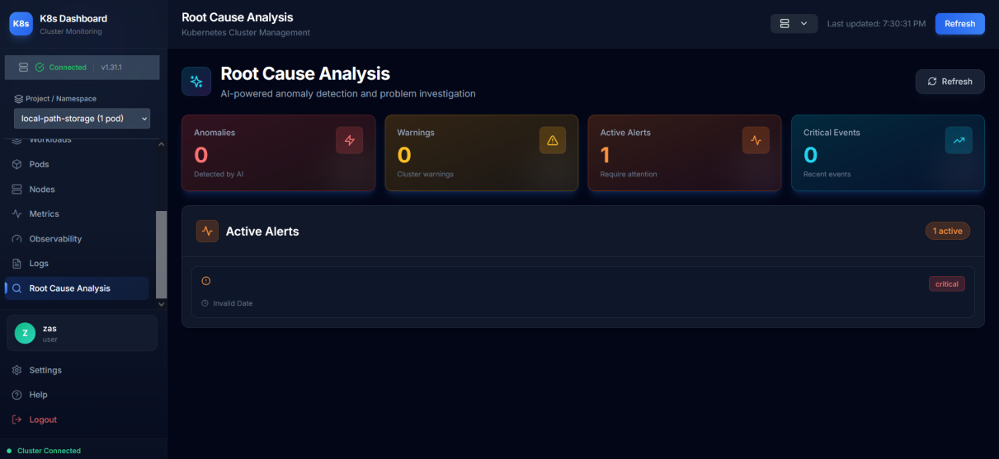 K8s
K8s Dashboard
Cluster Monitoring
Connected
v1.31.1
Project / Namespace
local-path-storage (1 pod)
Workloads
Pods
Nodes
Metrics
Observability
Logs
Root Cause Analysis
Z
zas
user
Settings
Help
Logout
Cluster Connected
Root Cause Analysis
Kubernetes Cluster Management
Last updated: 7:30:31 PM
Refresh
Root Cause Analysis
AI-powered anomaly detection and problem investigation
Refresh
Anomalies
0
Detected by AI
Warnings
0
Cluster warnings
Active Alerts
1
Require attention
Critical Events
0
Recent events
Active Alerts
1 active
critical
Invalid Date